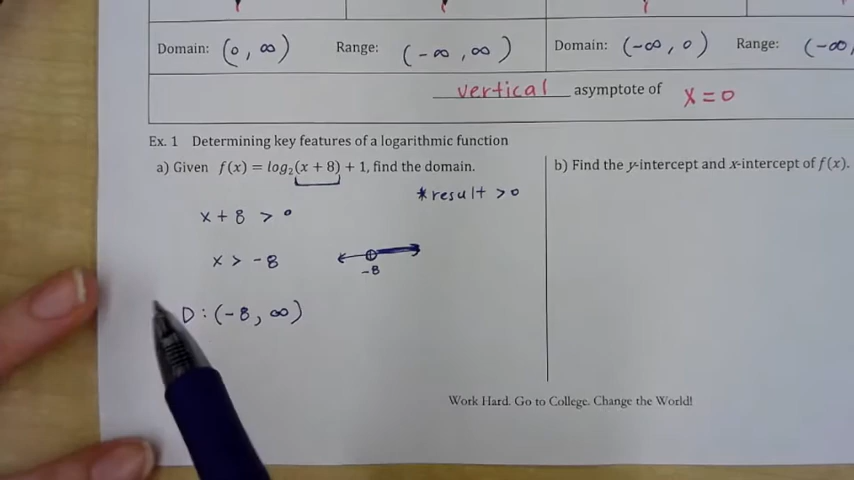 Domain: (0, ∞) Range: (-∞, ∞) Domain: (-∞, 0) Range: (-∞,
vertical asymptote of x = 0
Ex. 1 Determining key features of a logarithmic function
a) Given f(x) = log₂(x + 8) + 1, find the domain.
*result > 0
x + 8 > 0
x > -8
-8
D: (-8, ∞)
b) Find the y-intercept and x-intercept of f(x).
Work Hard. Go to College. Change the World!